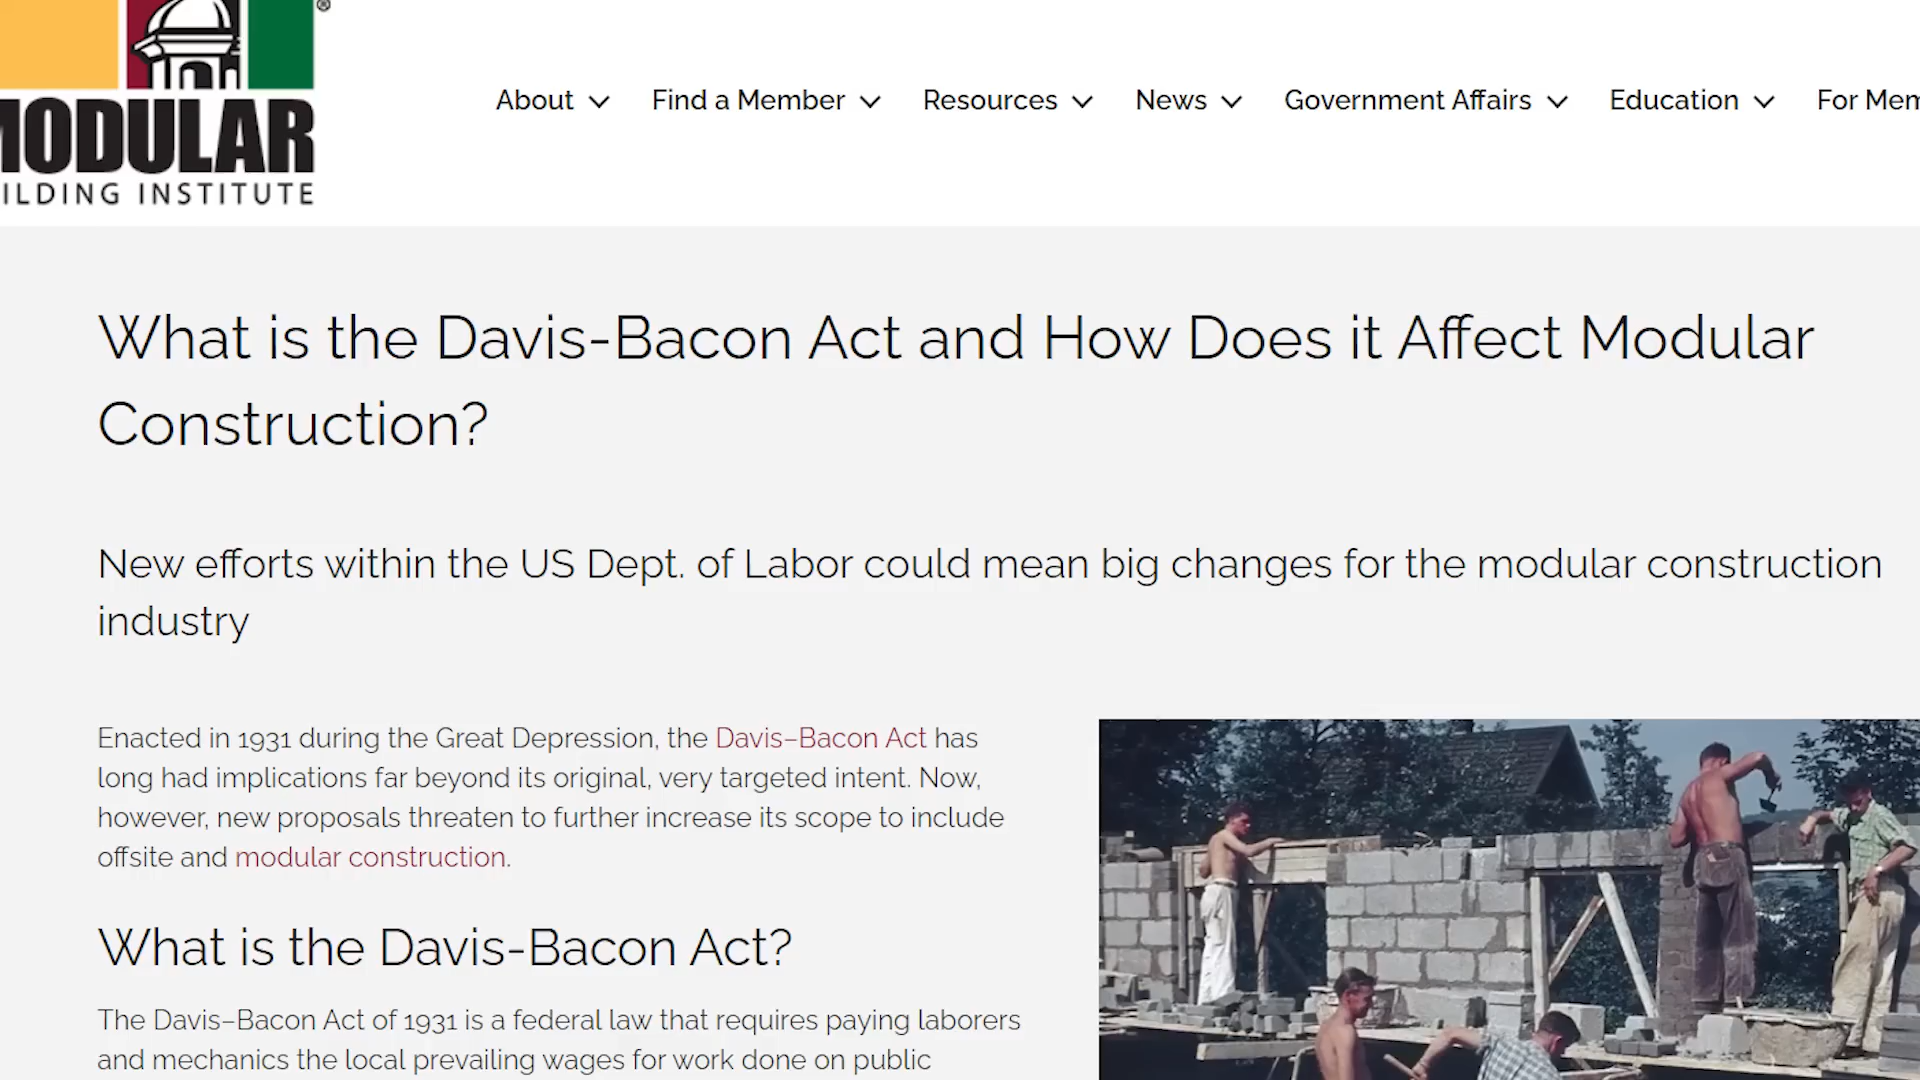 ®
MODULAR
ILDING INSTITUTE
About
Find a Member
Resources
News
Government Affairs
Education
For Mem
What is the Davis-Bacon Act and How Does it Affect Modular
Construction?
New efforts within the US Dept. of Labor could mean big changes for the modular construction
industry
Enacted in 1931 during the Great Depression, the Davis–Bacon Act has
long had implications far beyond its original, very targeted intent. Now,
however, new proposals threaten to further increase its scope to include
offsite and modular construction.
What is the Davis-Bacon Act?
The Davis–Bacon Act of 1931 is a federal law that requires paying laborers
and mechanics the local prevailing wages for work done on public